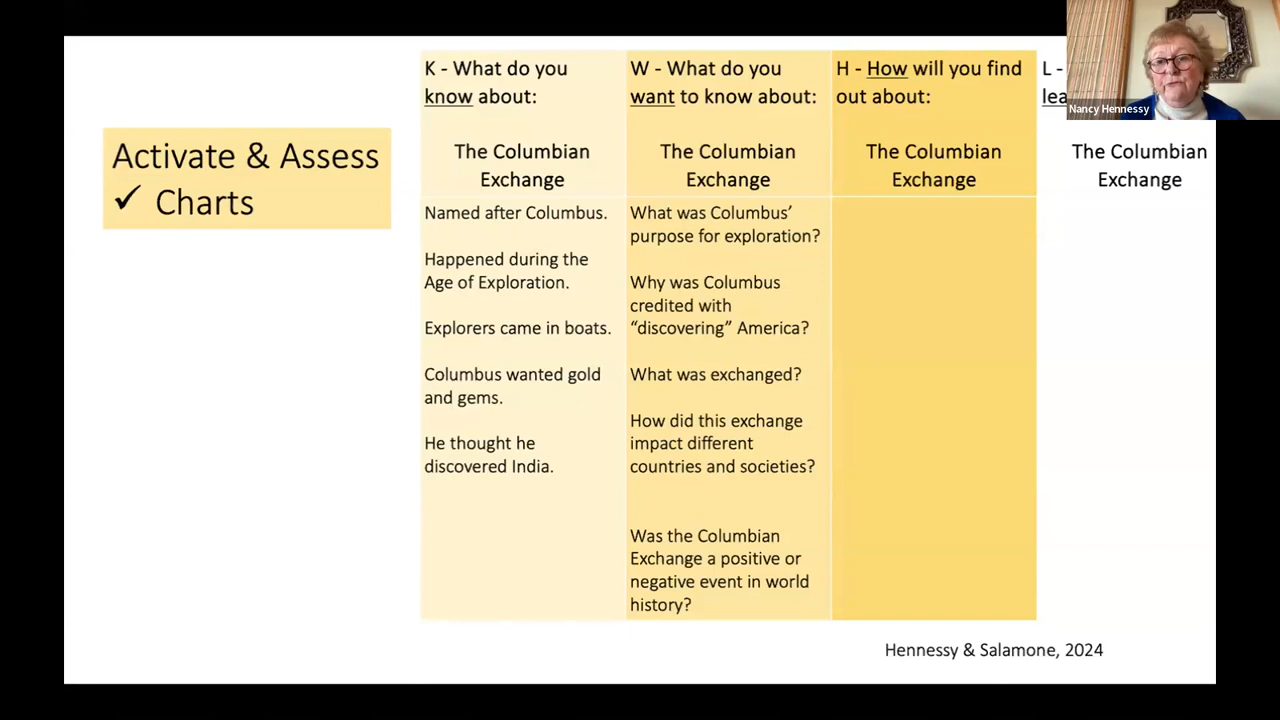 Activate & Assess
✓ Charts
K - What do you
know about:
The Columbian
Exchange
Named after Columbus.
Happened during the
Age of Exploration.
Explorers came in boats.
Columbus wanted gold
and gems.
He thought he
discovered India.
W - What do you
want to know about:
The Columbian
Exchange
What was Columbus’
purpose for exploration?
Why was Columbus
credited with
“discovering” America?
What was exchanged?
How did this exchange
impact different
countries and societies?
Was the Columbian
Exchange a positive or
negative event in world
history?
H - How will you find
out about:
The Columbian
Exchange
L -
The Columbian
Exchange
Nancy Hennessy
Hennessy & Salamone, 2024